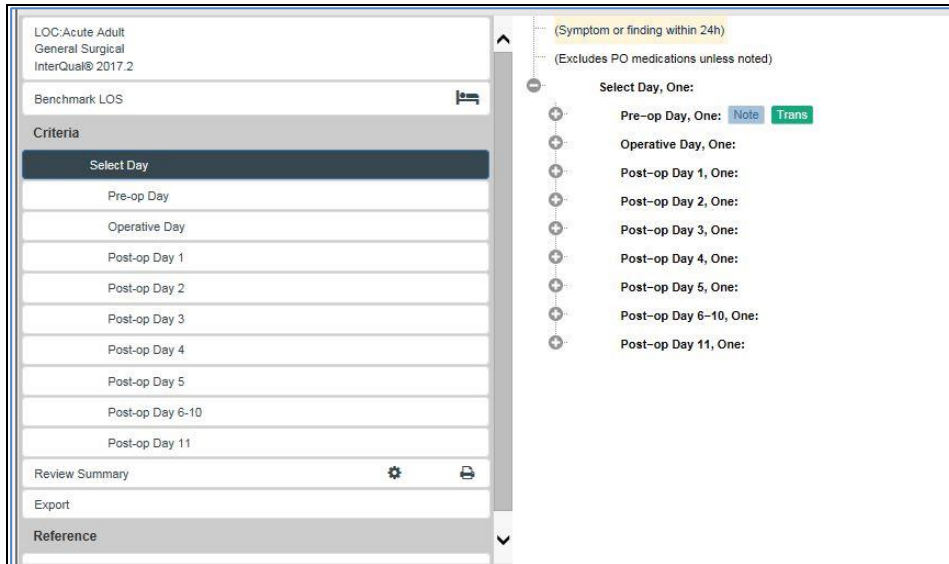 LOC:Acute Adult
General Surgical
InterQual® 2017.2
Benchmark LOS
Criteria
Select Day
Pre-op Day
Operative Day
Post-op Day 1
Post-op Day 2
Post-op Day 3
Post-op Day 4
Post-op Day 5
Post-op Day 6-10
Post-op Day 11
Review Summary
Export
Reference
(Symptom or finding within 24h)
(Excludes PO medications unless noted)
Select Day, One:
Pre-op Day, One: Note Trans
Operative Day, One:
Post-op Day 1, One:
Post-op Day 2, One:
Post-op Day 3, One:
Post-op Day 4, One:
Post-op Day 5, One:
Post-op Day 6-10, One:
Post-op Day 11, One: